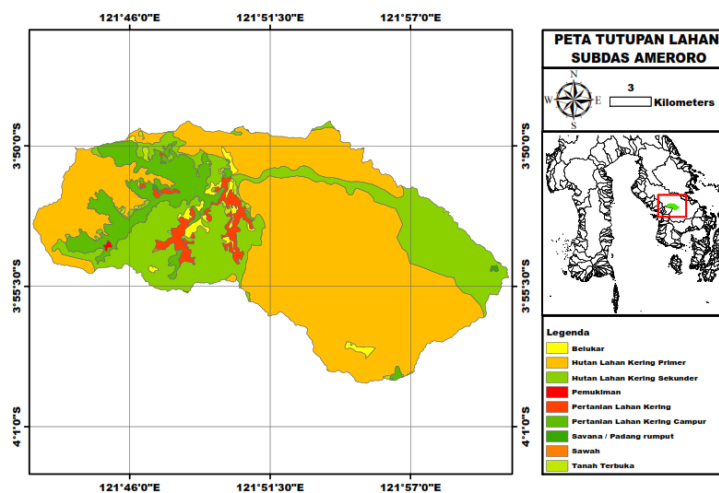 121°46'0"E 121°51'30"E 121°57'0"E
3°50'0"S 3°50'0"S
3°55'30"S 3°55'30"S
4°1'0"S 4°1'0"S
121°46'0"E 121°51'30"E 121°57'0"E
PETA TUTUPAN LAHAN
SUBDAS AMERORO
N
W E
S
3
Kilometers
Legenda
Belukar
Hutan Lahan Kering Primer
Hutan Lahan Kering Sekunder
Pemukiman
Pertanian Lahan Kering
Pertanian Lahan Kering Campur
Savana / Padang rumput
Sawah
Tanah Terbuka